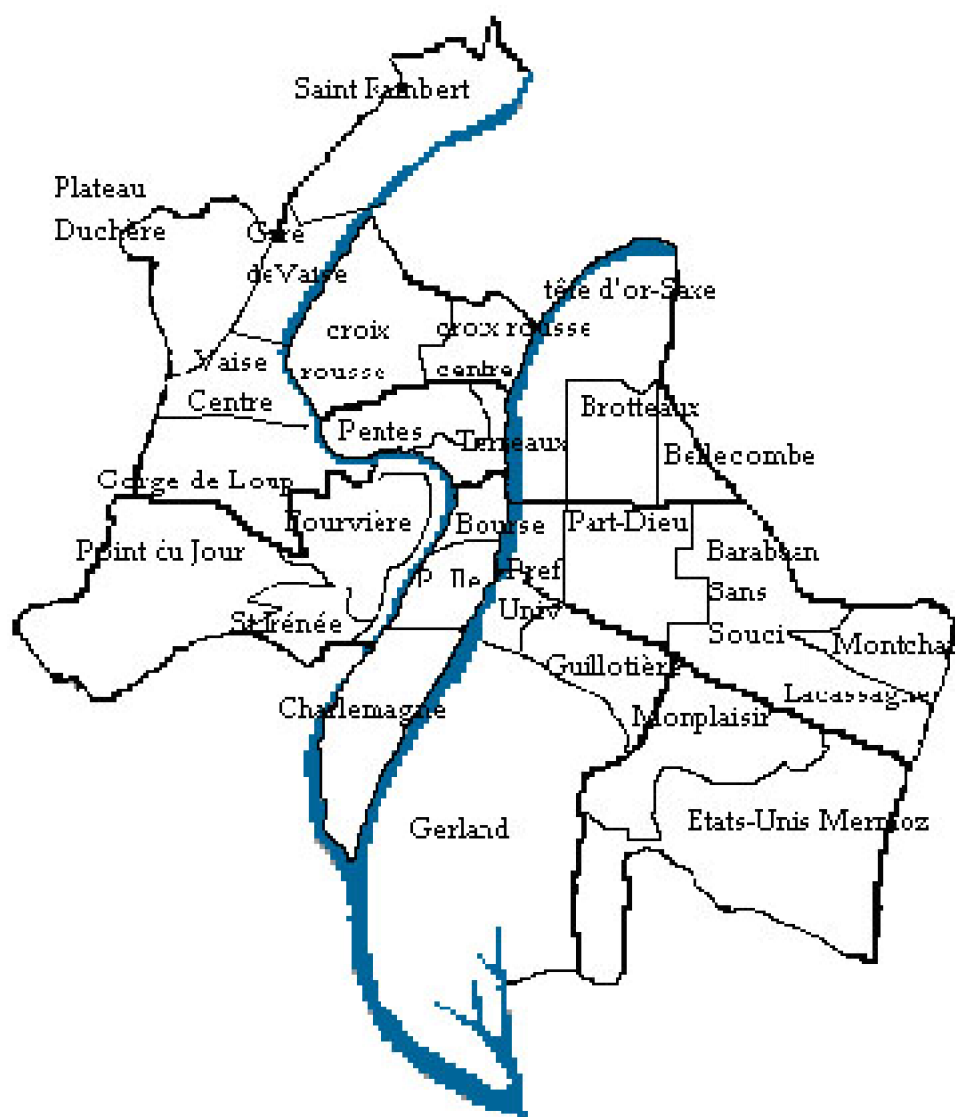 Saint Rambert
Plateau
Duchère
Gare
de Vaise
tête d'or-Saxe
croix
rousse
croix rousse
centre
Vaise
Centre
Brotteaux
Pentes
Terreaux
Bellecombe
Gorge de Loup
Fourvière
Bourse
Part-Dieu
Point du Jour
Baraban
Pref
Univ
Sans
Souci
St Irénée
Guillotière
Montchat
Lacassagne
Charlemagne
Monplaisir
Gerland
Etats-Unis Mermoz